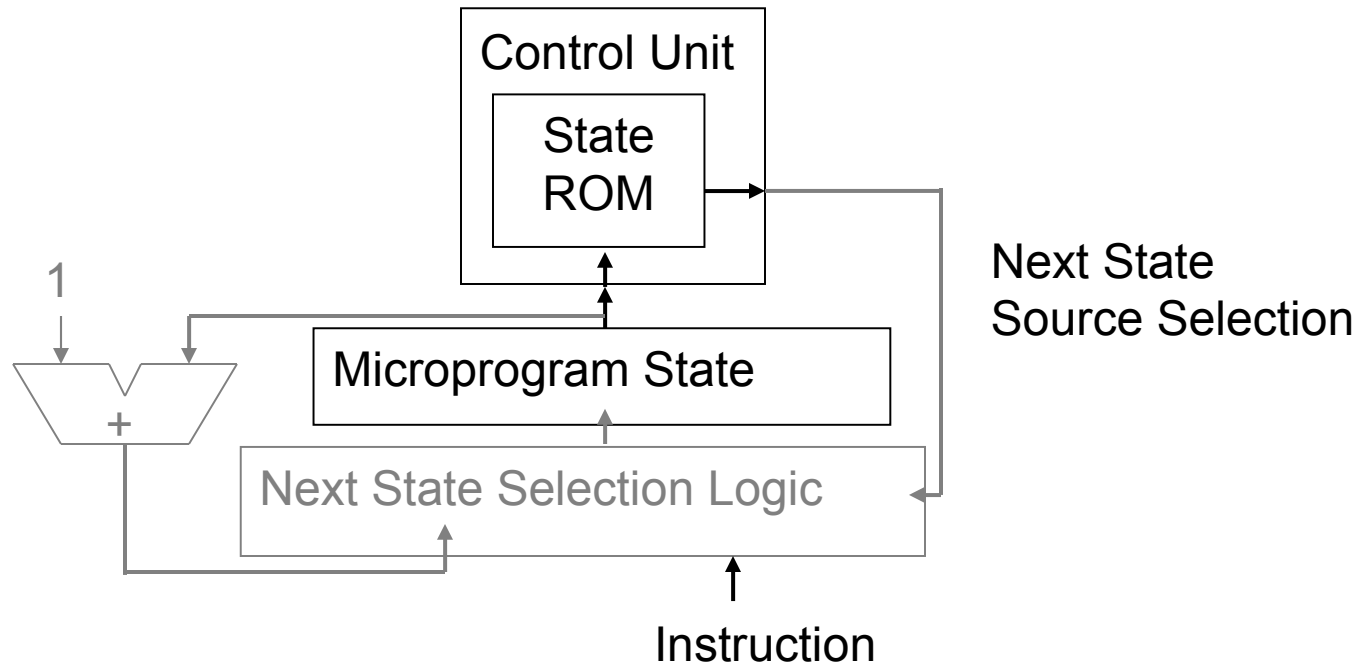 Control Unit
State
ROM
1
Next State
Source Selection
Microprogram State
+
Next State Selection Logic
Instruction